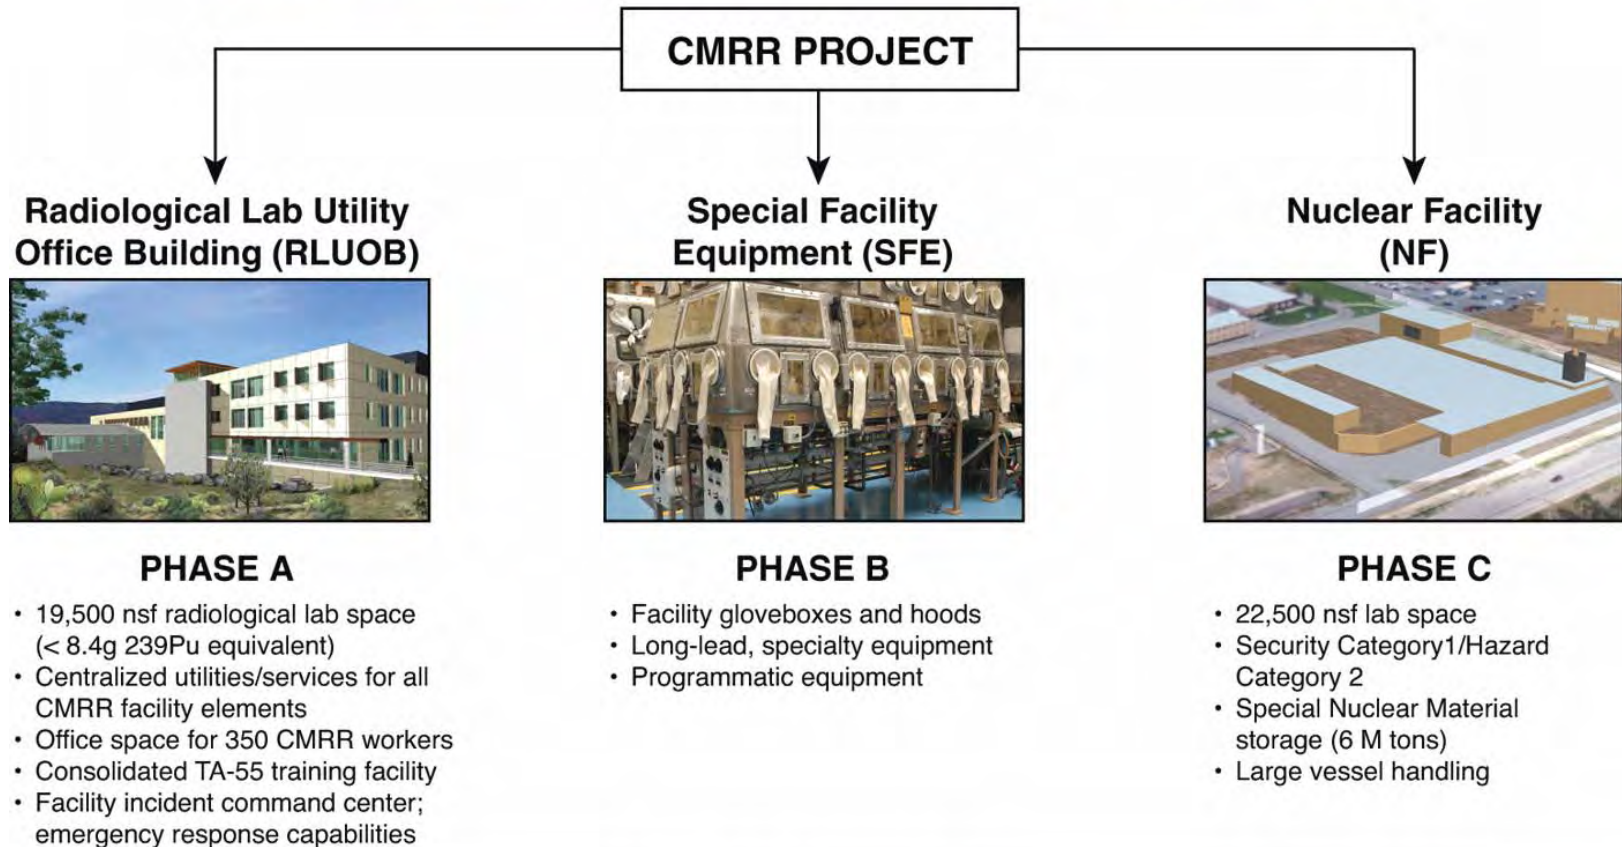 CMRR PROJECT
Radiological Lab Utility
Office Building (RLUOB)
Special Facility
Equipment (SFE)
Nuclear Facility
(NF)
PHASE A
• 19,500 nsf radiological lab space
(< 8.4g 239Pu equivalent)
• Centralized utilities/services for all
CMRR facility elements
• Office space for 350 CMRR workers
• Consolidated TA-55 training facility
• Facility incident command center;
emergency response capabilities
PHASE B
• Facility gloveboxes and hoods
• Long-lead, specialty equipment
• Programmatic equipment
PHASE C
• 22,500 nsf lab space
• Security Category1/Hazard
Category 2
• Special Nuclear Material
storage (6 M tons)
• Large vessel handling